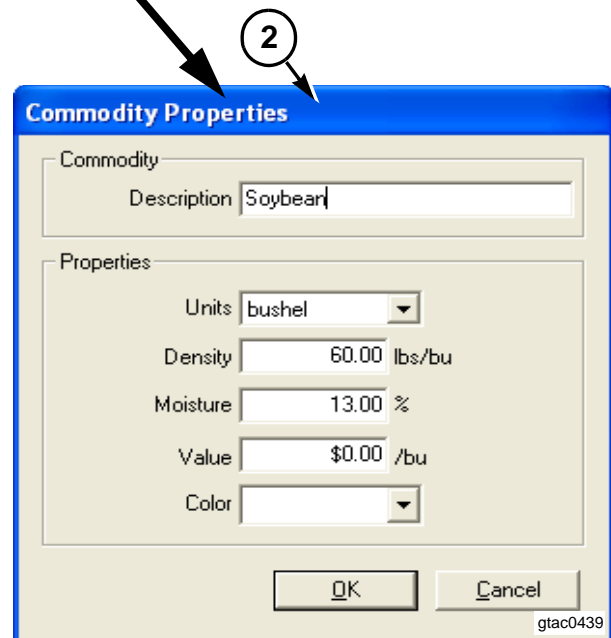 2
Commodity Properties
Commodity
Description Soybean
Properties
Units bushel
Density 60.00 lbs/bu
Moisture 13.00 %
Value $0.00 /bu
Color
OK Cancel
gtac0439